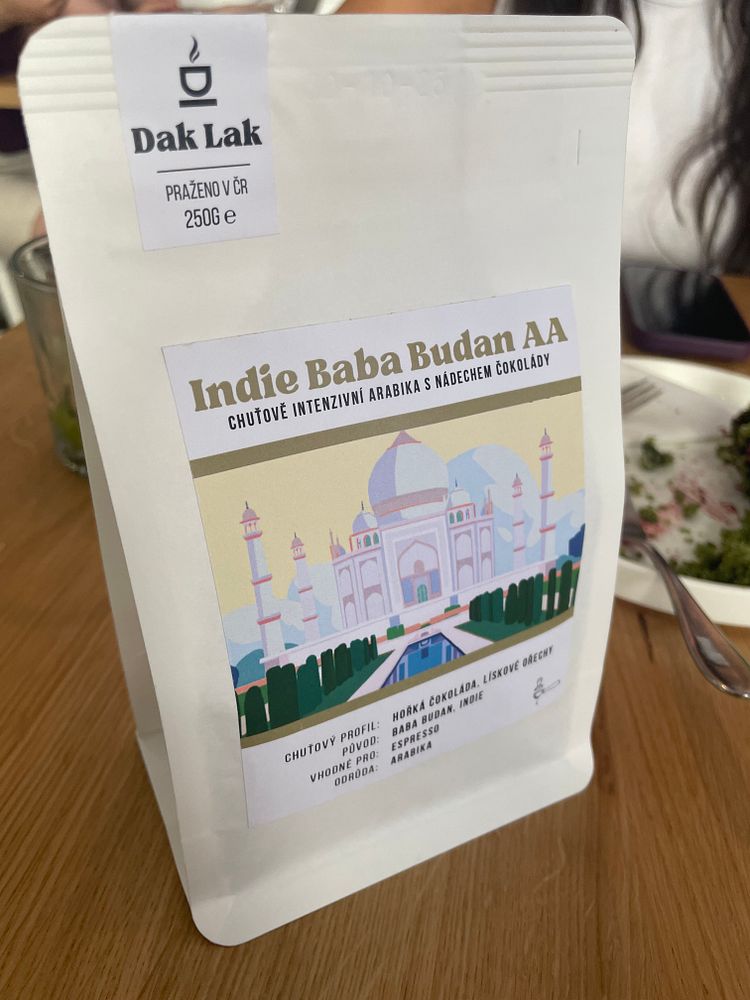 Dak Lak
PRAŽENO V ČR
250G ℮
Indie Baba Budan AA
CHUŤOVĚ INTENZIVNÍ ARABIKA S NÁDECHEM ČOKOLÁDY
CHUŤOVÝ PROFIL: HOŘKÁ ČOKOLÁDA, LÍSKOVÉ OŘECHY
PŮVOD: BABA BUDAN, INDIE
VHODNÉ PRO: ESPRESSO
ODRŮDA: ARABIKA